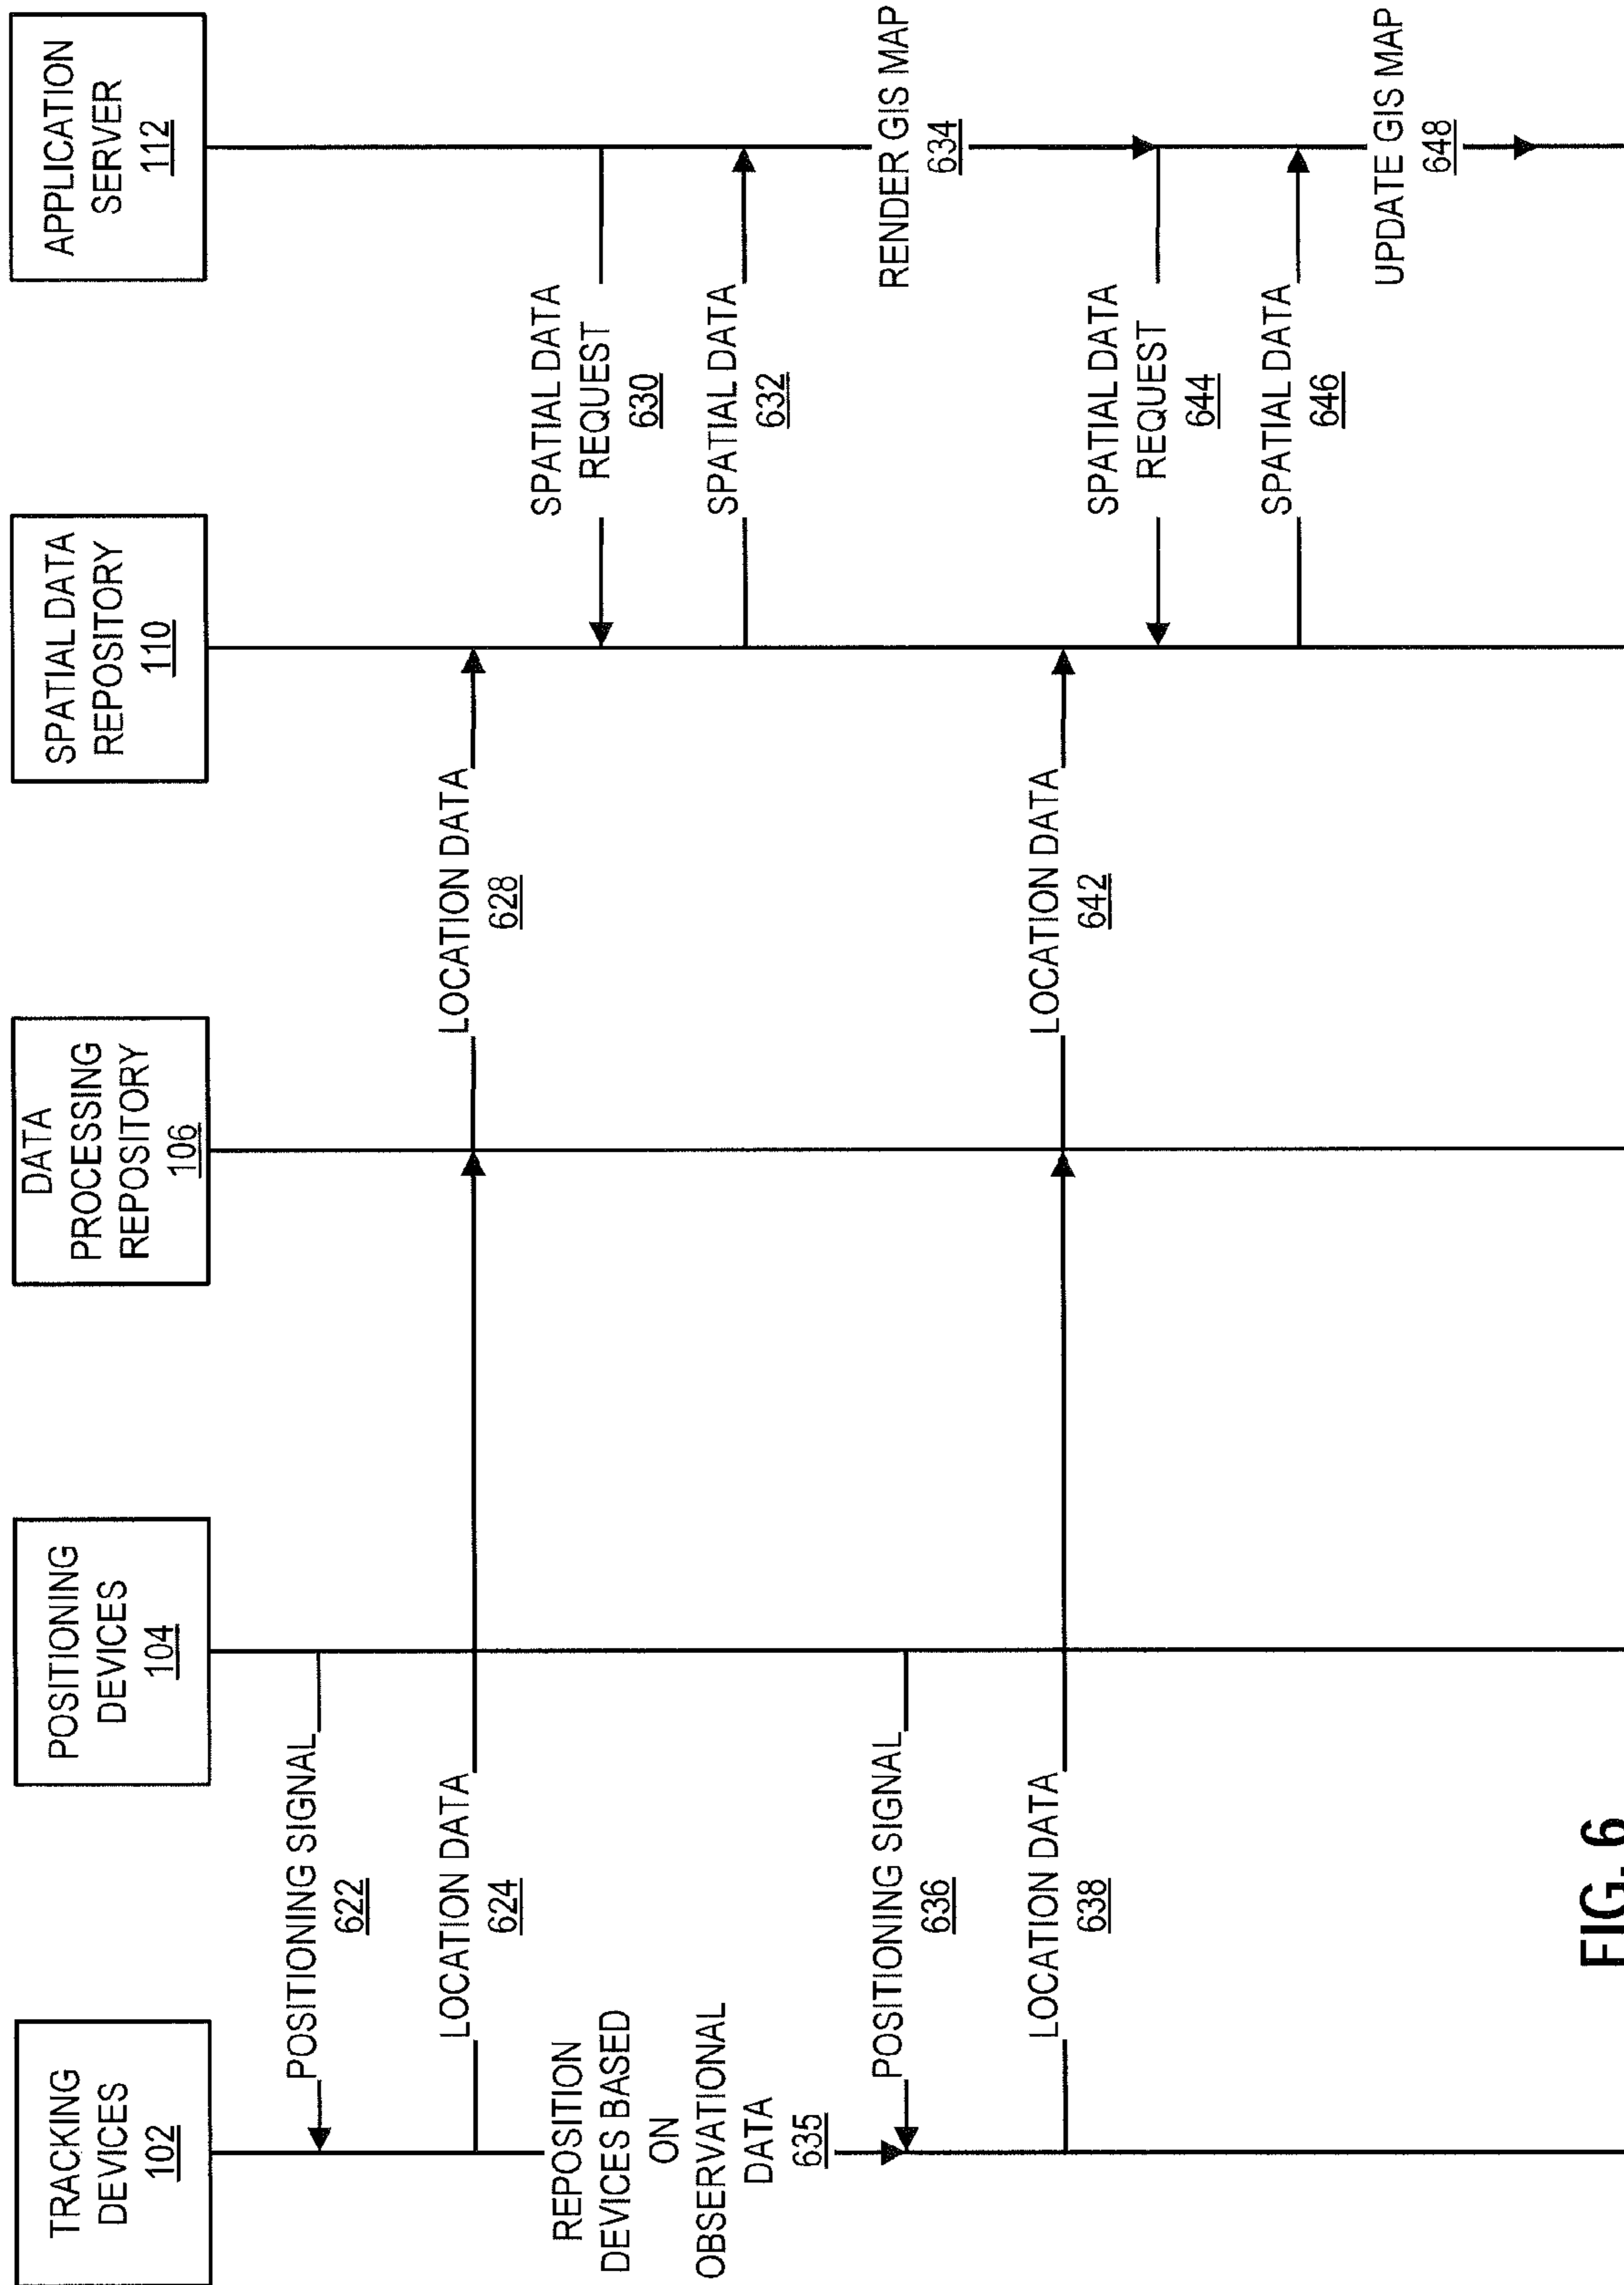 TRACKING
DEVICES
102
POSITIONING
DEVICES
104
DATA
PROCESSING
REPOSITORY
106
SPATIAL DATA
REPOSITORY
110
APPLICATION
SERVER
112
POSITIONING SIGNAL
622
LOCATION DATA
624
LOCATION DATA
628
REPOSITION
DEVICES BASED
ON
OBSERVATIONAL
DATA
635
SPATIAL DATA
REQUEST
630
SPATIAL DATA
632
RENDER GIS MAP
634
POSITIONING SIGNAL
636
LOCATION DATA
638
LOCATION DATA
642
SPATIAL DATA
REQUEST
644
SPATIAL DATA
646
UPDATE GIS MAP
648
FIG. 6